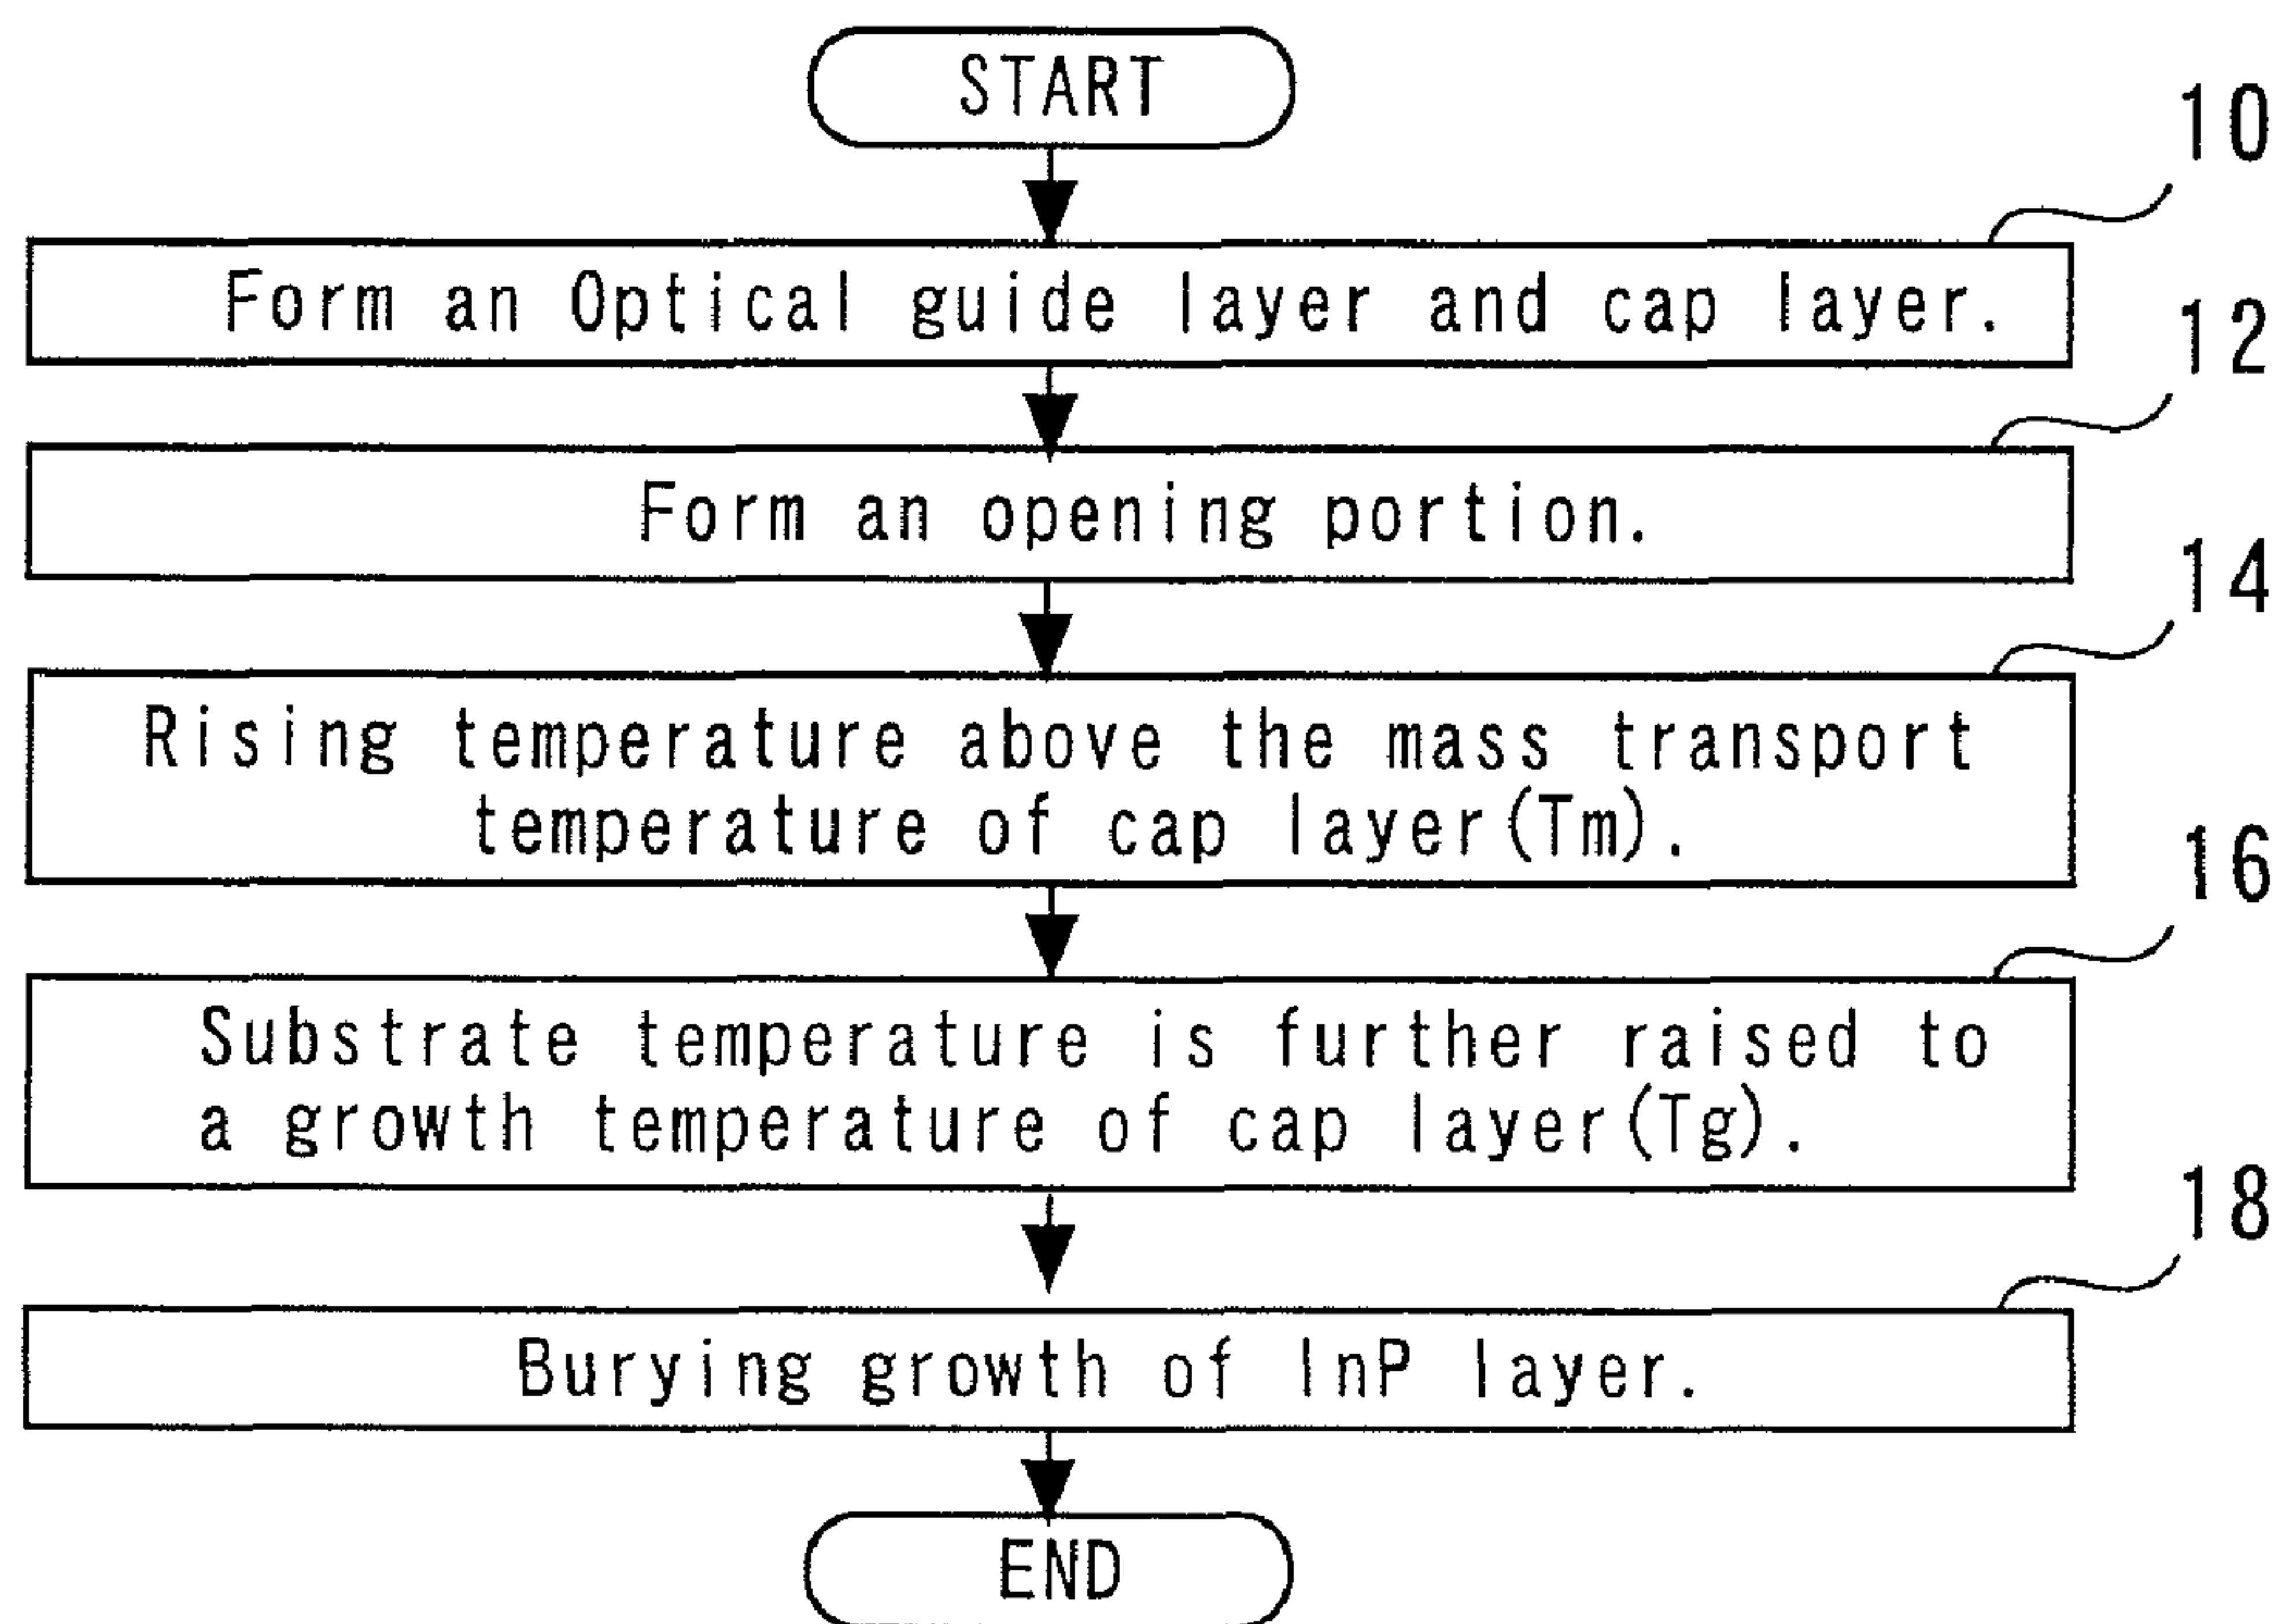 START
10
Form an Optical guide layer and cap layer.
12
Form an opening portion.
14
Rising temperature above the mass transport
temperature of cap layer(Tm).
16
Substrate temperature is further raised to
a growth temperature of cap layer(Tg).
18
Burying growth of InP layer.
END